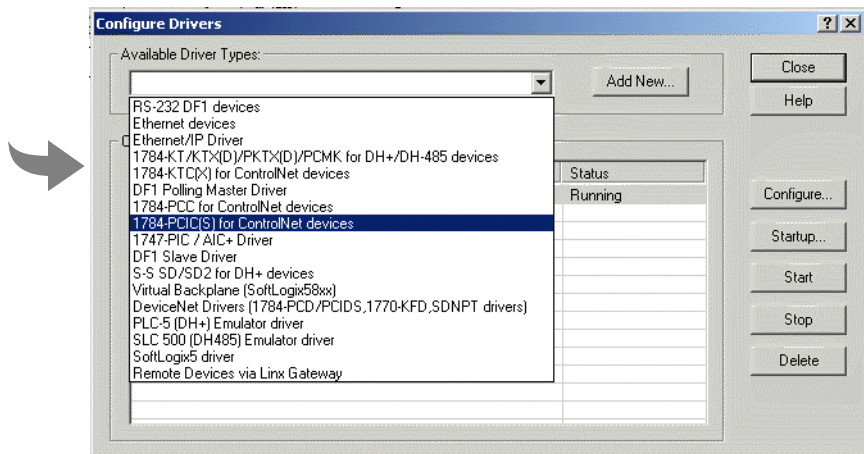 Configure Drivers
Available Driver Types:
Add New...
Close
Help
RS-232 DF1 devices
Ethernet devices
Ethernet/IP Driver
1784-KT/KTX(D)/PKTX(D)/PCMK for DH+/DH-485 devices
1784-KTC(X) for ControlNet devices
DF1 Polling Master Driver
1784-PCC for ControlNet devices
1784-PCIC(S) for ControlNet devices
1747-PIC / AIC+ Driver
DF1 Slave Driver
S-S SD/SD2 for DH+ devices
Virtual Backplane (SoftLogix58xx)
DeviceNet Drivers (1784-PCD/PCIDS,1770-KFD,SDNPT drivers)
PLC-5 (DH+) Emulator driver
SLC 500 (DH485) Emulator driver
SoftLogix5 driver
Remote Devices via Linx Gateway
Status
Running
Configure...
Startup...
Start
Stop
Delete